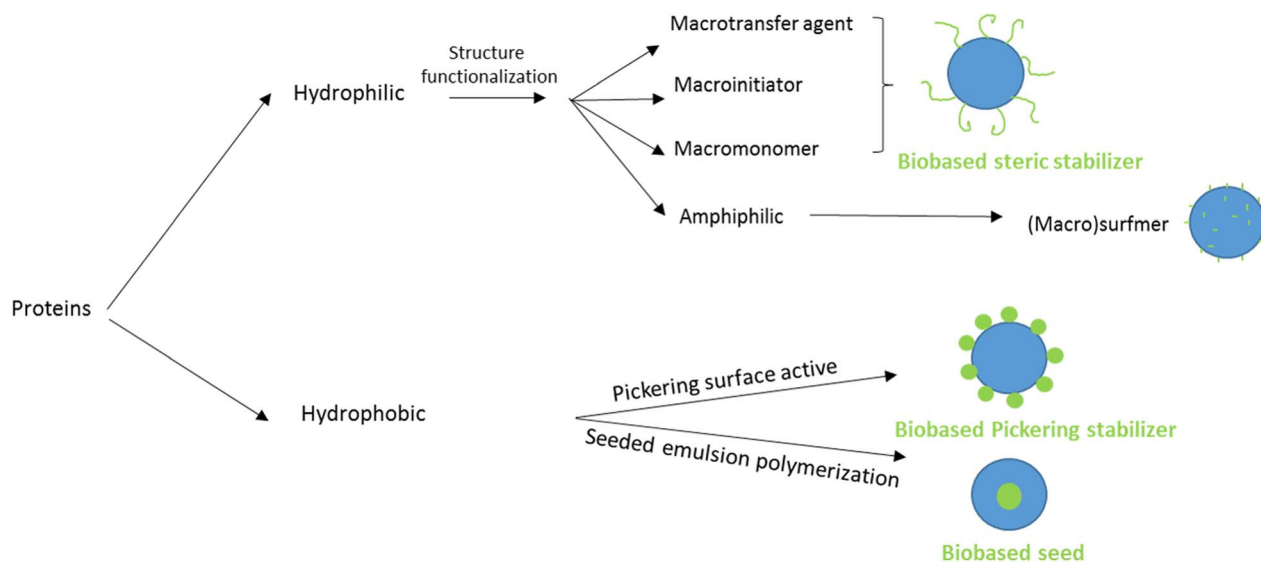 Macrotransfer agent
Structure
functionalization
Hydrophilic
Macroinitiator
Macromonomer
Biobased steric stabilizer
Amphiphilic
(Macro)surfmer
Proteins
Pickering surface active
Hydrophobic
Biobased Pickering stabilizer
Seeded emulsion polymerization
Biobased seed